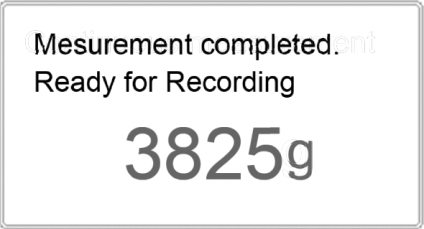 Mesurement completed.
Ready for Recording
3825g